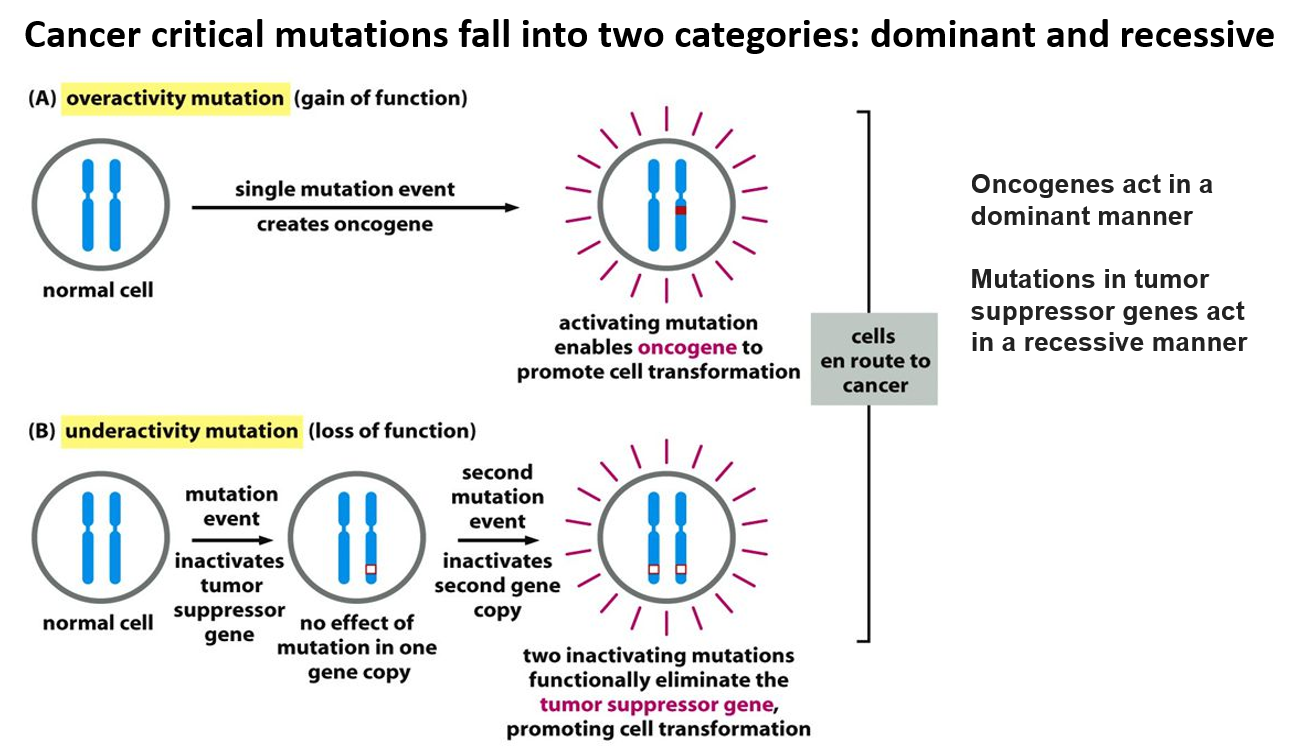 Cancer critical mutations fall into two categories: dominant and recessive
(A) overactivity mutation (gain of function)
single mutation event
creates oncogene
normal cell
activating mutation
enables oncogene to
promote cell transformation
cells
en route to
cancer
Oncogenes act in a
dominant manner
Mutations in tumor
suppressor genes act
in a recessive manner
(B) underactivity mutation (loss of function)
normal cell
mutation
event
inactivates
tumor
suppressor
gene
no effect of
mutation in one
gene copy
second
mutation
event
inactivates
second gene
copy
two inactivating mutations
functionally eliminate the
tumor suppressor gene,
promoting cell transformation